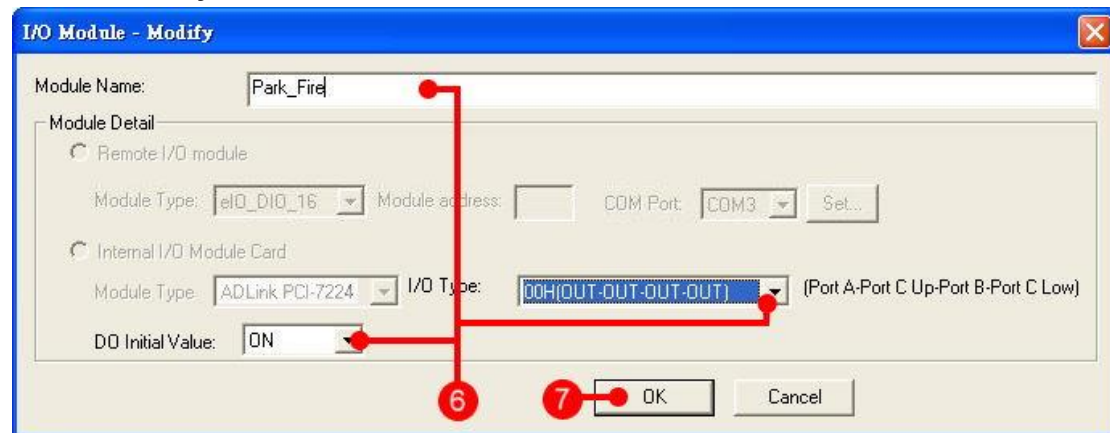 I/O Module - Modify
Module Name: Park_Fire
Module Detail
Remote I/O module
Module Type: eIO_DIO_16 Module address: COM Port: COM3 Set...
Internal I/O Module Card
Module Type ADLink PCI-7224 I/O Type: 00H(OUT-OUT-OUT-OUT) (Port A-Port C Up-Port B-Port C Low)
DO Initial Value: ON
6 7 OK Cancel